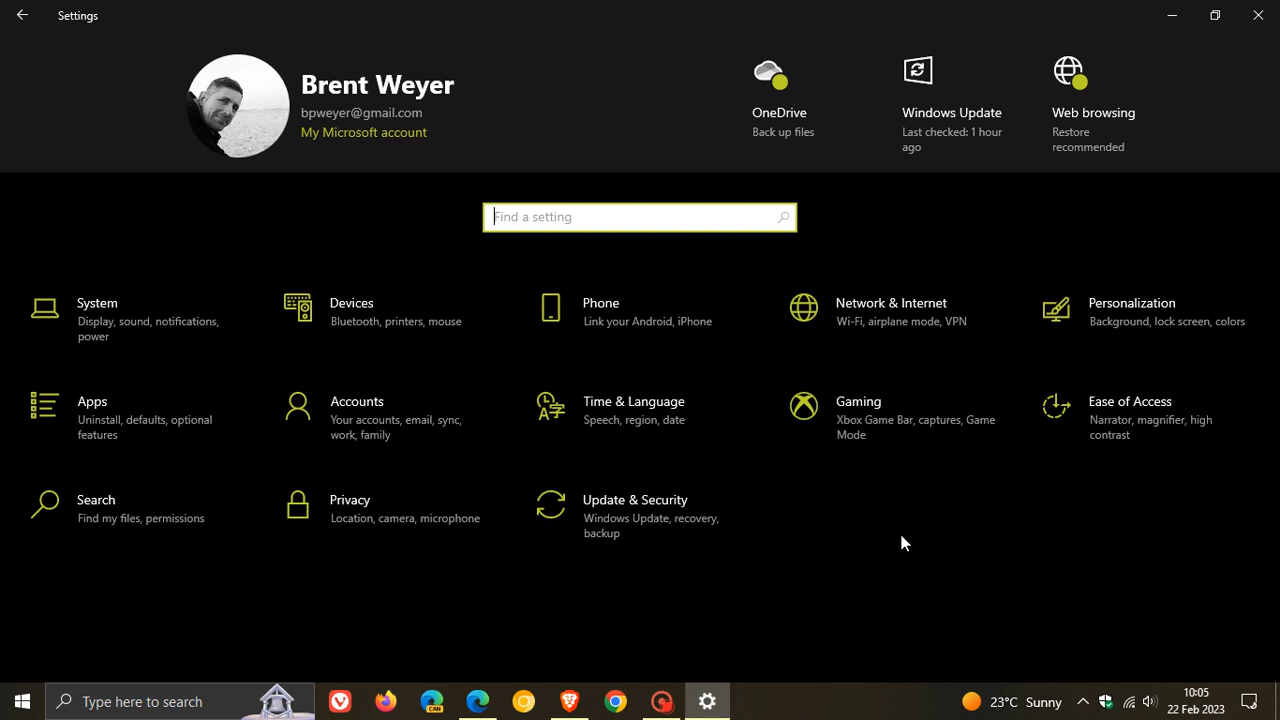 Settings
Brent Weyer
bpweyer@gmail.com
My Microsoft account
OneDrive
Back up files
Windows Update
Last checked: 1 hour
ago
Web browsing
Restore
recommended
Find a setting
System
Display, sound, notifications,
power
Devices
Bluetooth, printers, mouse
Phone
Link your Android, iPhone
Network & Internet
Wi-Fi, airplane mode, VPN
Personalization
Background, lock screen, colors
Apps
Uninstall, defaults, optional
features
Accounts
Your accounts, email, sync,
work, family
Time & Language
Speech, region, date
Gaming
Xbox Game Bar, captures, Game
Mode
Ease of Access
Narrator, magnifier, high
contrast
Search
Find my files, permissions
Privacy
Location, camera, microphone
Update & Security
Windows Update, recovery,
backup
Type here to search
CAN
23°C Sunny
10:05
22 Feb 2023